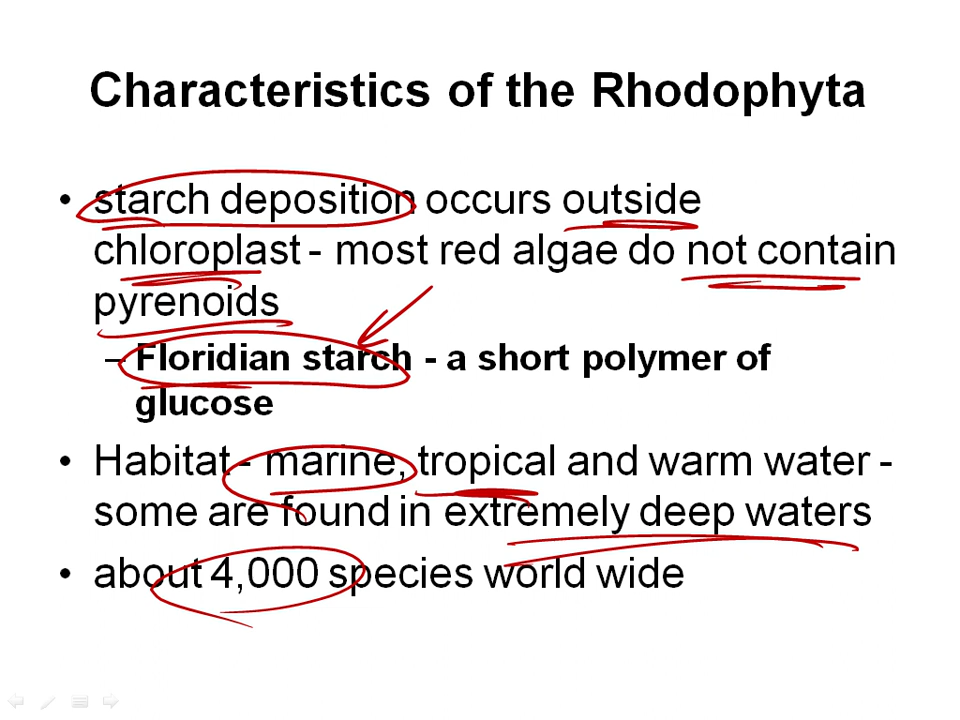 Characteristics of the Rhodophyta
• starch deposition occurs outside
chloroplast - most red algae do not contain
pyrenoids
– Floridian starch - a short polymer of
glucose
• Habitat - marine, tropical and warm water -
some are found in extremely deep waters
• about 4,000 species world wide